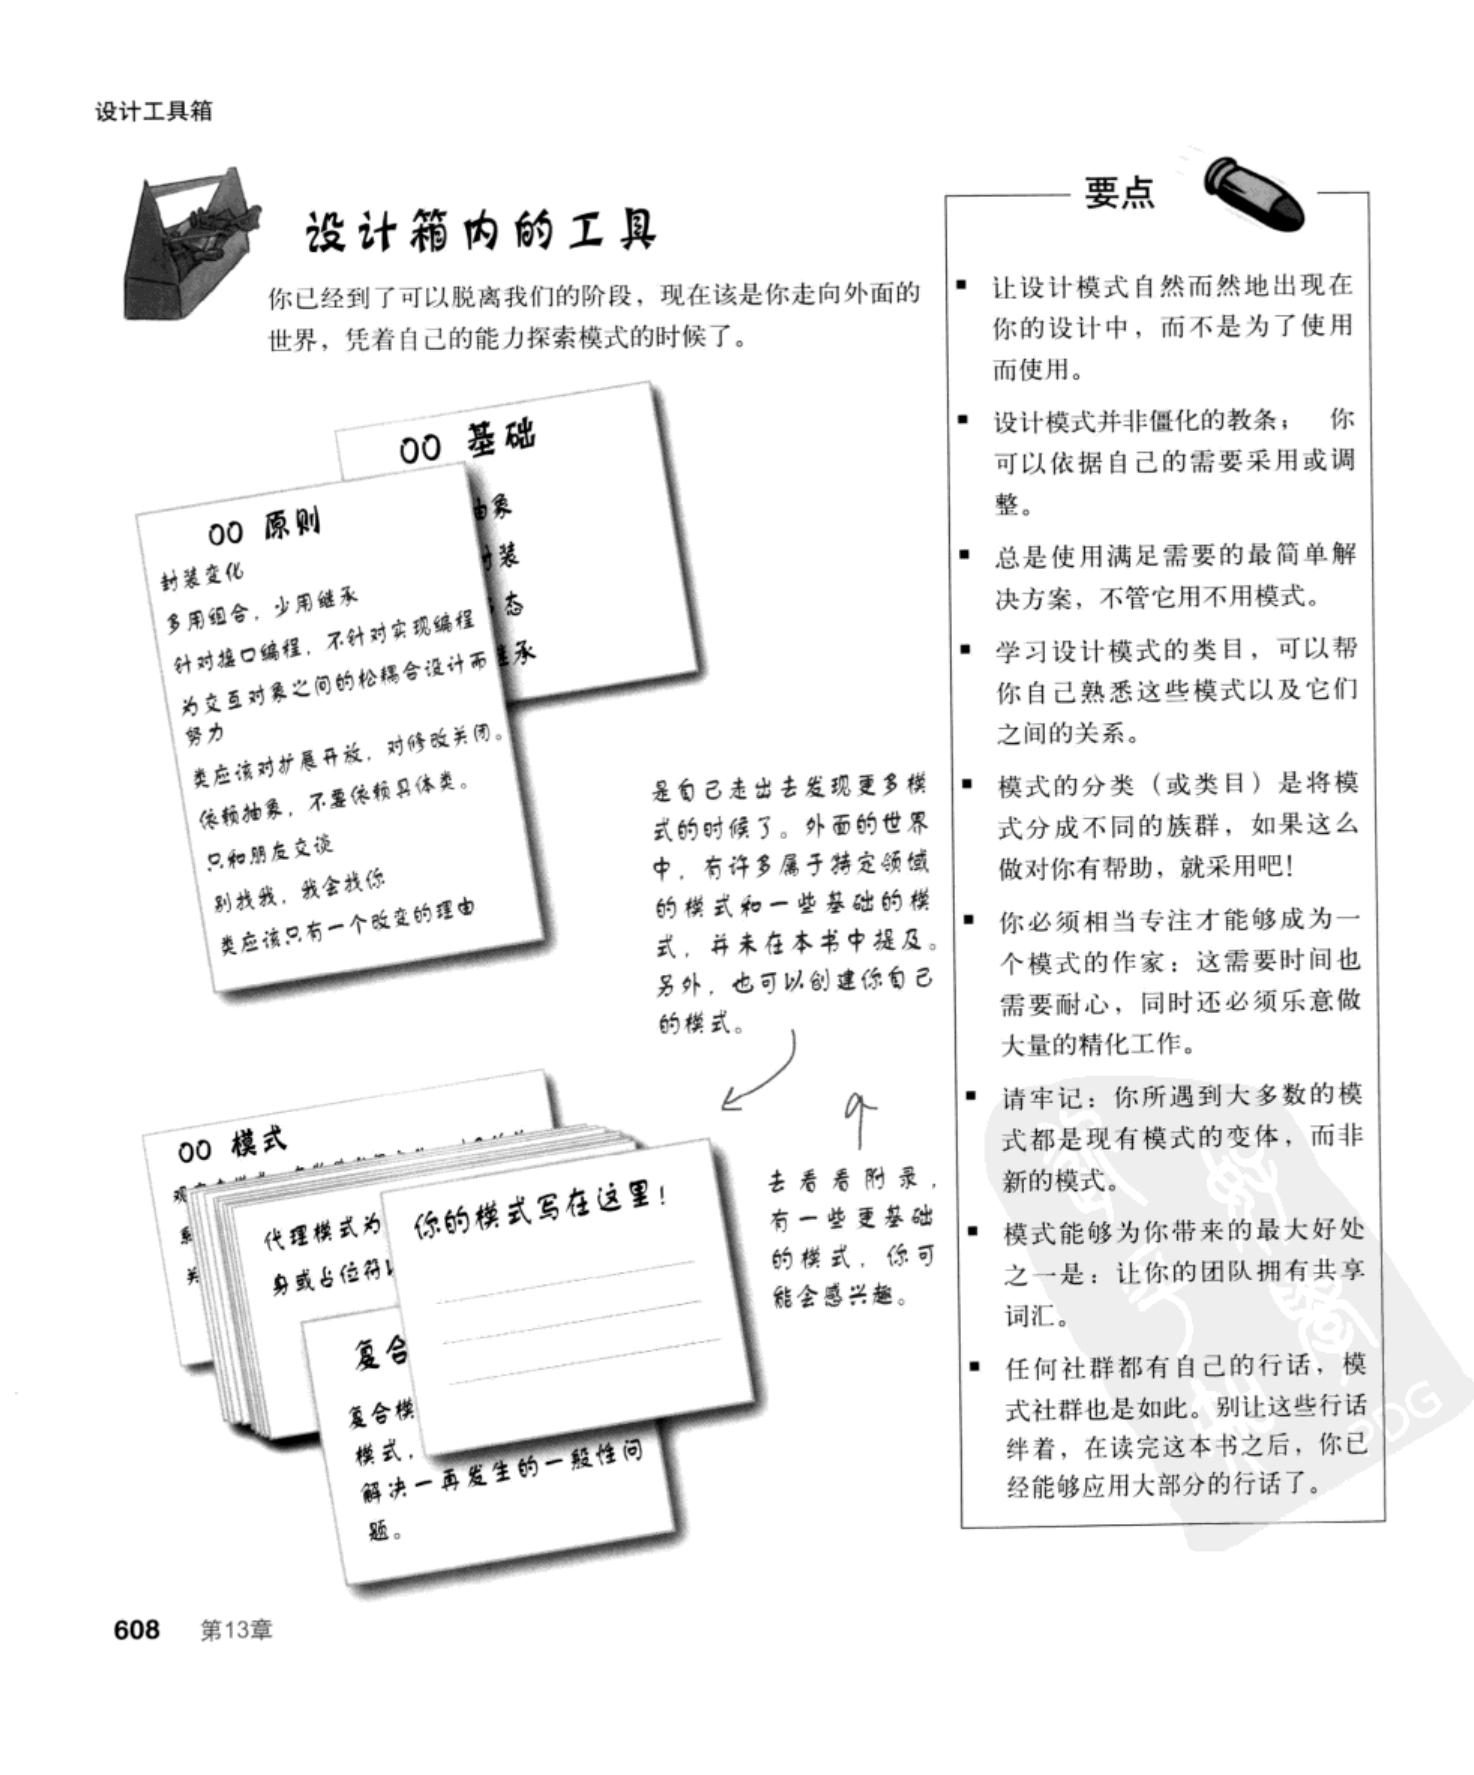 设计工具箱
设计箱内的工具
你已经到了可以脱离我们的阶段，现在该是你走向外面的
世界，凭着自己的能力探索模式的时候了。
OO 基础
抽象
封装
态
继承
OO 原则
封装变化
多用组合，少用继承
针对接口编程，不针对实现编程
为交互对象之间的松耦合设计而
努力
类应该对扩展开放，对修改关闭。
依赖抽象，不要依赖具体类。
只和朋友交谈
别找我，我会找你
类应该只有一个改变的理由
是自己走出去发现更多模
式的时候了。外面的世界
中，有许多属于特定领域
的模式和一些基础的模
式，并未在本书中提及。
另外，也可以创建你自己
的模式。
OO 模式
代理模式为
身或占位符以
你的模式写在这里！
复合
复合模
模式，
解决一再发生的一般性问
题。
去看看附录，
有一些更基础
的模式，你可
能会感兴趣。
要点
▪ 让设计模式自然而然地出现在
你的设计中，而不是为了使用
而使用。
▪ 设计模式并非僵化的教条； 你
可以依据自己的需要采用或调
整。
▪ 总是使用满足需要的最简单解
决方案，不管它用不用模式。
▪ 学习设计模式的类目，可以帮
你自己熟悉这些模式以及它们
之间的关系。
▪ 模式的分类（或类目）是将模
式分成不同的族群，如果这么
做对你有帮助，就采用吧！
▪ 你必须相当专注才能够成为一
个模式的作家：这需要时间也
需要耐心，同时还必须乐意做
大量的精化工作。
▪ 请牢记：你所遇到大多数的模
式都是现有模式的变体，而非
新的模式。
▪ 模式能够为你带来的最大好处
之一是：让你的团队拥有共享
词汇。
▪ 任何社群都有自己的行话，模
式社群也是如此。别让这些行话
绊着，在读完这本书之后，你已
经能够应用大部分的行话了。
PDG
608 第13章